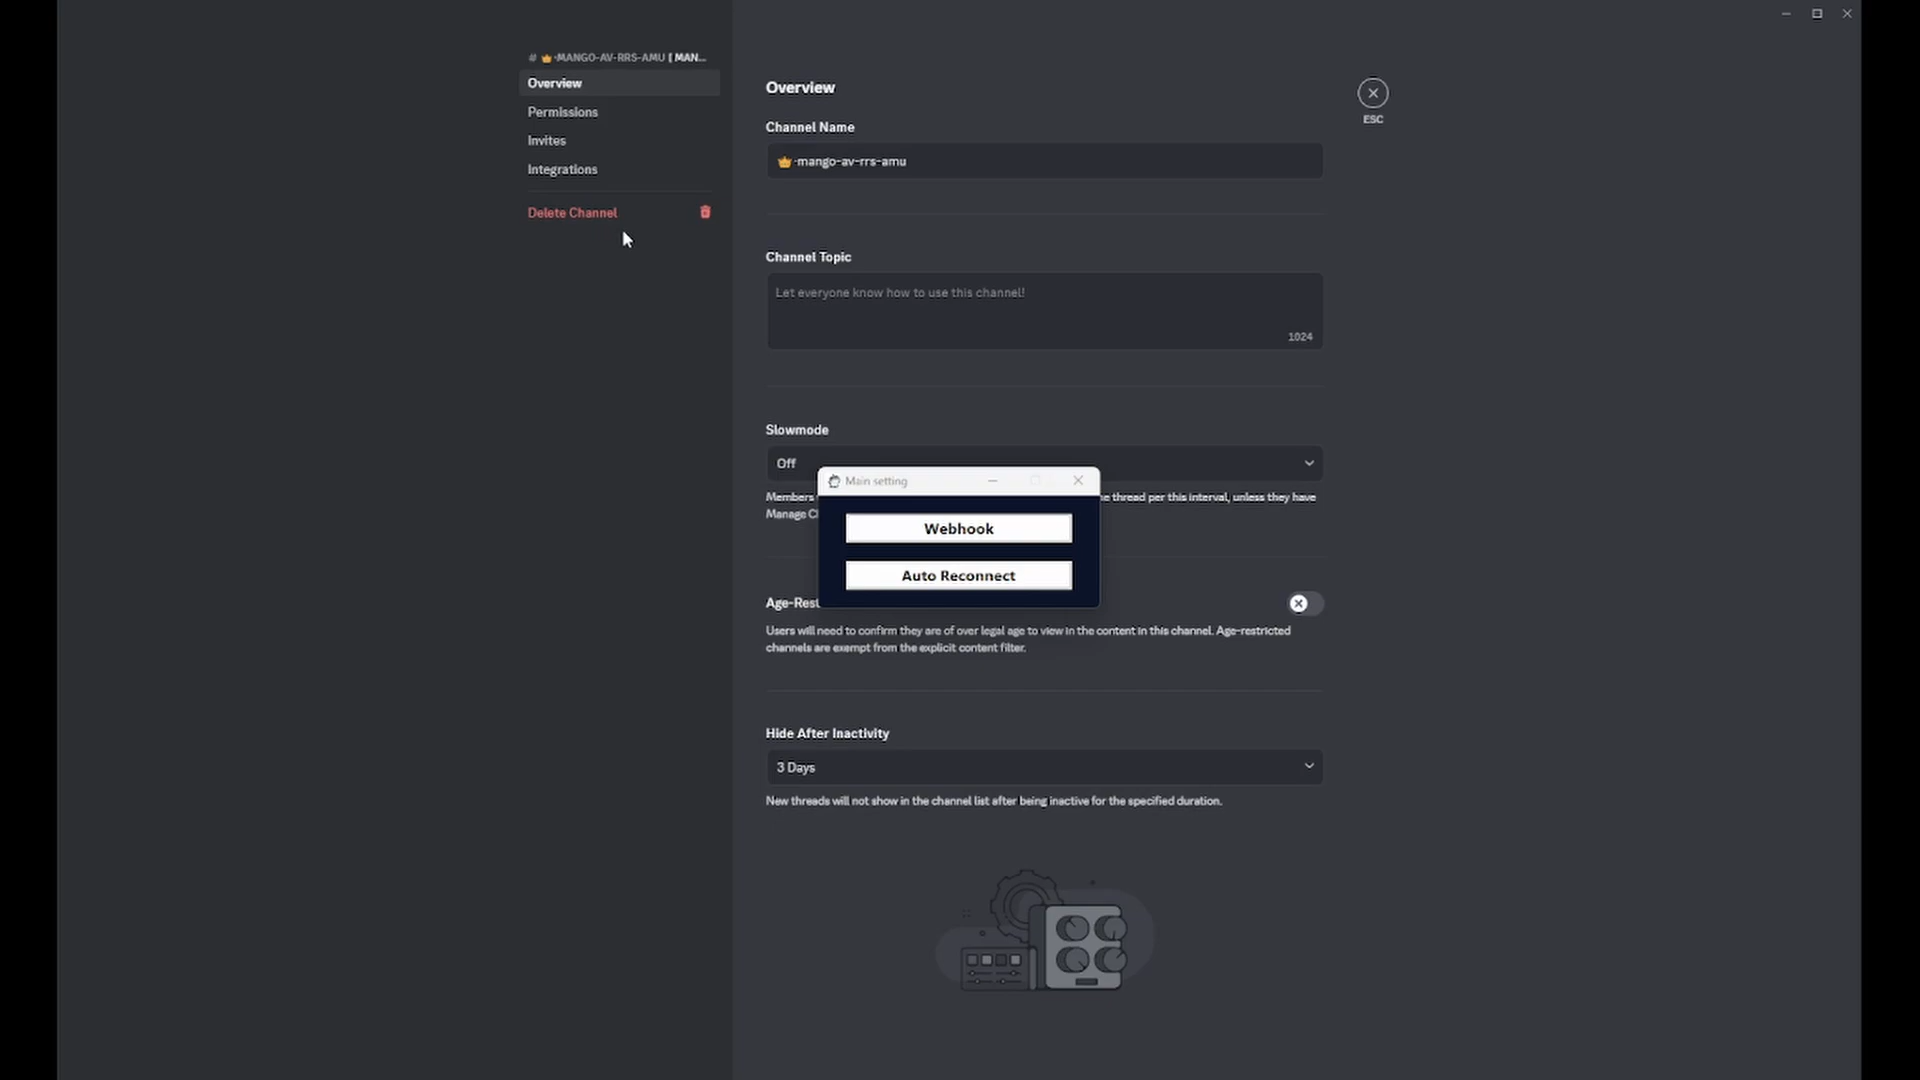 # 👑-MANGO-AV-RRS-AMU [ MAN...
Overview
Permissions
Invites
Integrations
Delete Channel
Overview
ESC
Channel Name
👑-mango-av-rrs-amu
Channel Topic
Let everyone know how to use this channel!
1024
Slowmode
Off
Members
e thread per this interval, unless they have
Manage C
Main setting
Webhook
Auto Reconnect
Age-Rest
Users will need to confirm they are of over legal age to view in the content in this channel. Age-restricted
channels are exempt from the explicit content filter.
Hide After Inactivity
3 Days
New threads will not show in the channel list after being inactive for the specified duration.